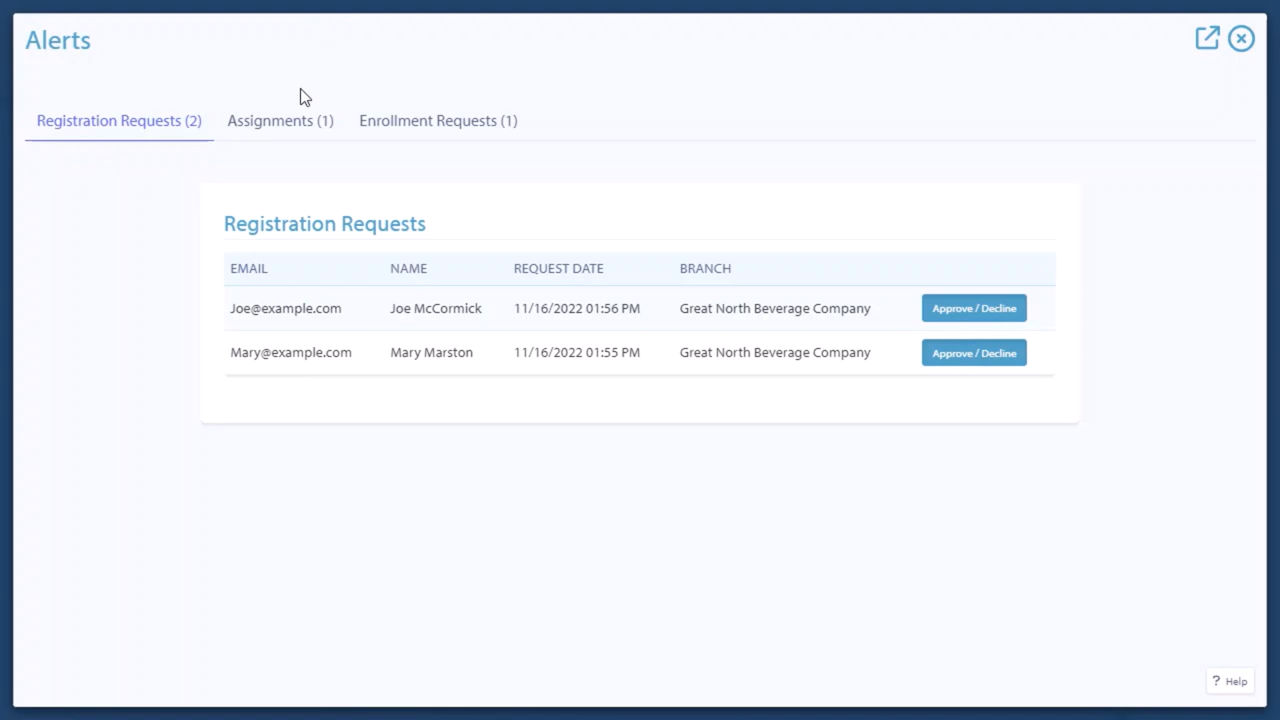 Alerts
Registration Requests (2) Assignments (1) Enrollment Requests (1)
Registration Requests
EMAIL NAME REQUEST DATE BRANCH
Joe@example.com Joe McCormick 11/16/2022 01:56 PM Great North Beverage Company Approve / Decline
Mary@example.com Mary Marston 11/16/2022 01:55 PM Great North Beverage Company Approve / Decline
? Help